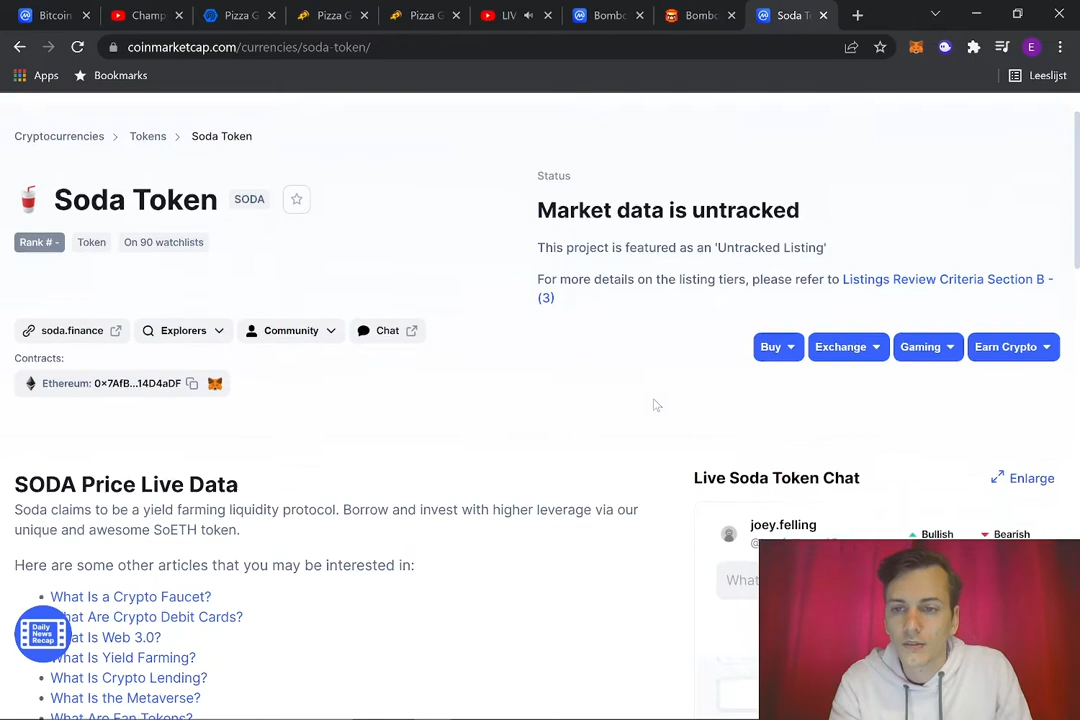 Bitcoin
Champ
Pizza G
Pizza G
Pizza G
LIV
Bombc
Bombc
Soda T
coinmarketcap.com/currencies/soda-token/
E
Apps
Bookmarks
Leeslijst
Cryptocurrencies > Tokens > Soda Token
Soda Token
SODA
Rank # -
Token
On 90 watchlists
Status
Market data is untracked
This project is featured as an 'Untracked Listing'
For more details on the listing tiers, please refer to Listings Review Criteria Section B -
(3)
soda.finance
Explorers
Community
Chat
Buy
Exchange
Gaming
Earn Crypto
Contracts:
Ethereum: 0x7AfB...14D4aDF
SODA Price Live Data
Soda claims to be a yield farming liquidity protocol. Borrow and invest with higher leverage via our
unique and awesome SoETH token.
Here are some other articles that you may be interested in:
What Is a Crypto Faucet?
hat Are Crypto Debit Cards?
at Is Web 3.0?
What Is Yield Farming?
What Is Crypto Lending?
What Is the Metaverse?
What Are Fan Tokens?
Daily
News
Recap
Live Soda Token Chat
Enlarge
joey.felling
Bullish
Bearish
What